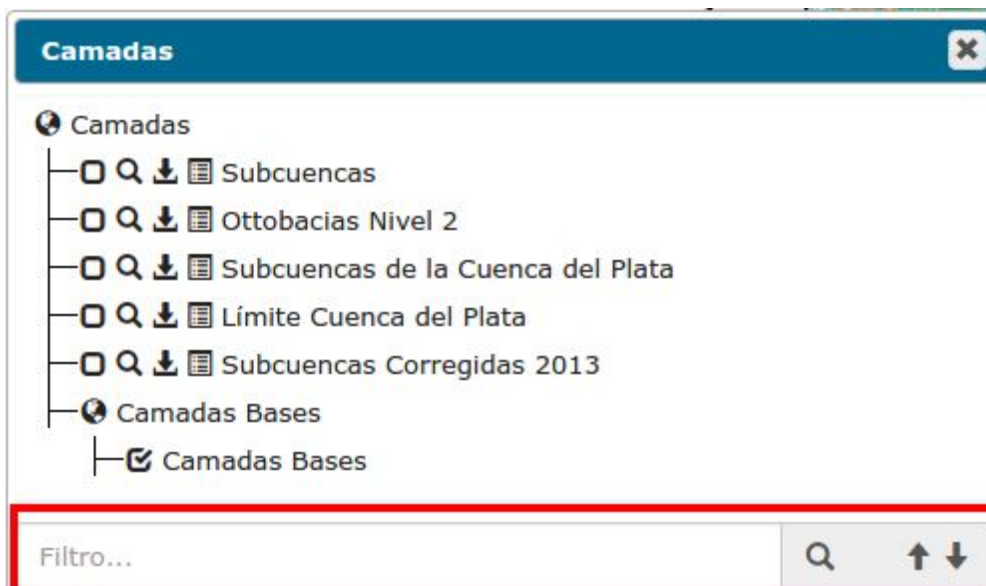 Camadas
Camadas
Subcuencas
Ottobacias Nivel 2
Subcuencas de la Cuenca del Plata
Límite Cuenca del Plata
Subcuencas Corregidas 2013
Camadas Bases
Camadas Bases
Filtro...